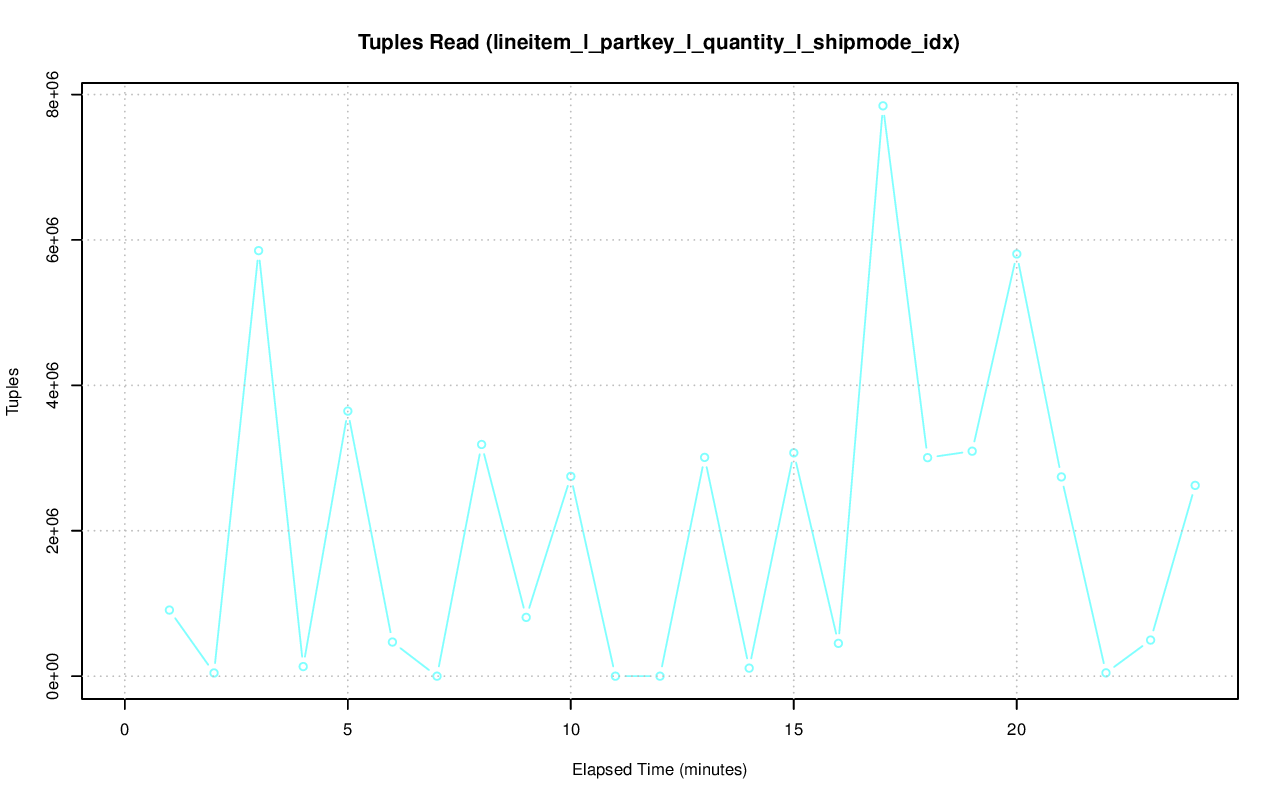 Tuples Read (lineitem_l_partkey_l_quantity_l_shipmode_idx)
8e+06
6e+06
4e+06
2e+06
0e+00
Tuples
0 5 10 15 20
Elapsed Time (minutes)